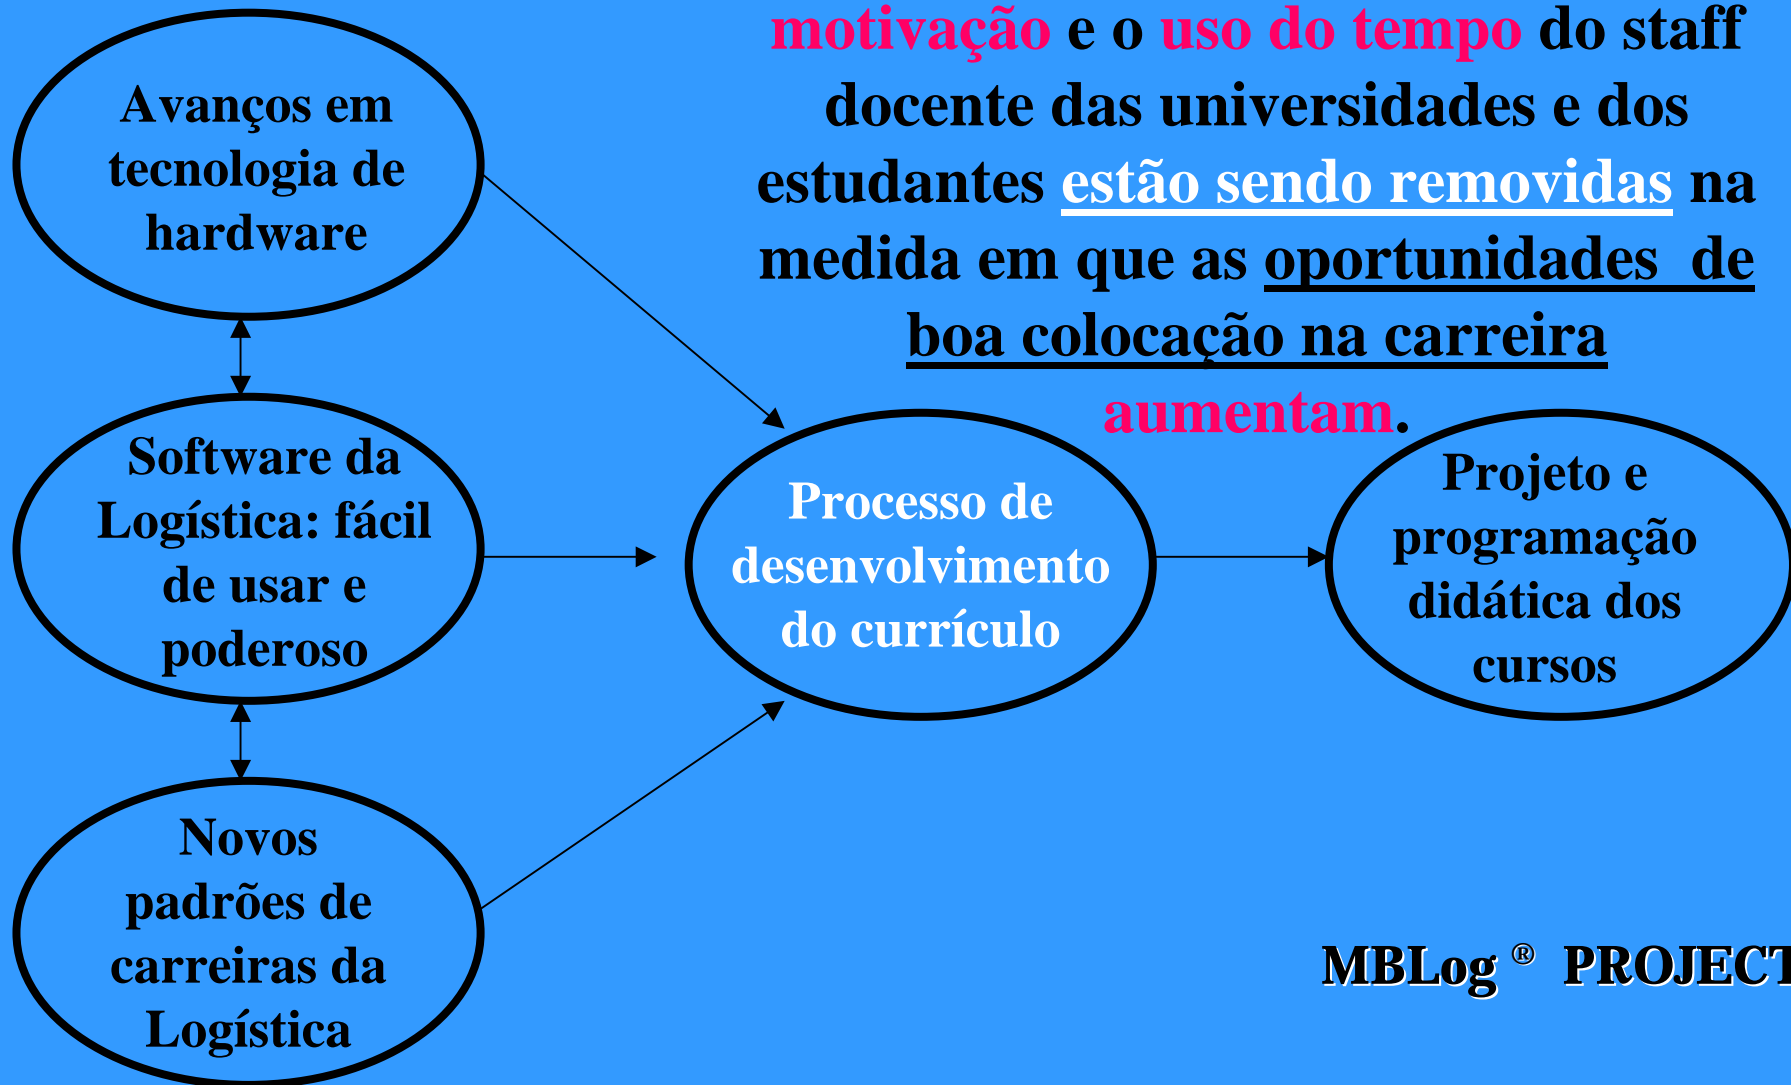 motivação e o uso do tempo do staff
docente das universidades e dos
estudantes estão sendo removidas na
medida em que as oportunidades de
boa colocação na carreira
aumentam.
Avanços em
tecnologia de
hardware
Software da
Logística: fácil
de usar e
poderoso
Novos
padrões de
carreiras da
Logística
Processo de
desenvolvimento
do currículo
Projeto e
programação
didática dos
cursos
MBLog ® PROJECT